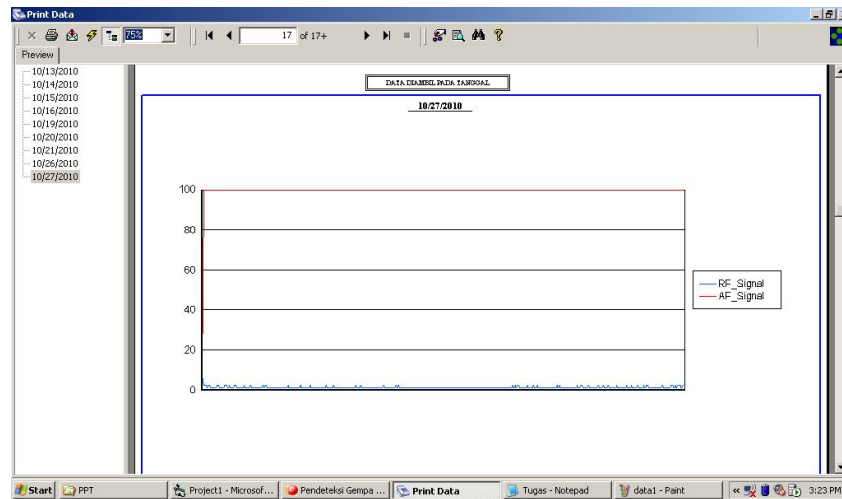 Print Data
75%
17 of 17+
Preview
10/13/2010
10/14/2010
10/15/2010
10/16/2010
10/19/2010
10/20/2010
10/21/2010
10/26/2010
10/27/2010
DATA DIAMBIL PADA TANGGAL
10/27/2010
100
80
60
40
20
0
RF_Signal
AF_Signal
Start
PPT
Project1 - Microsof...
Pendeteksi Gempa ...
Print Data
Tugas - Notepad
data1 - Paint
3:23 PM